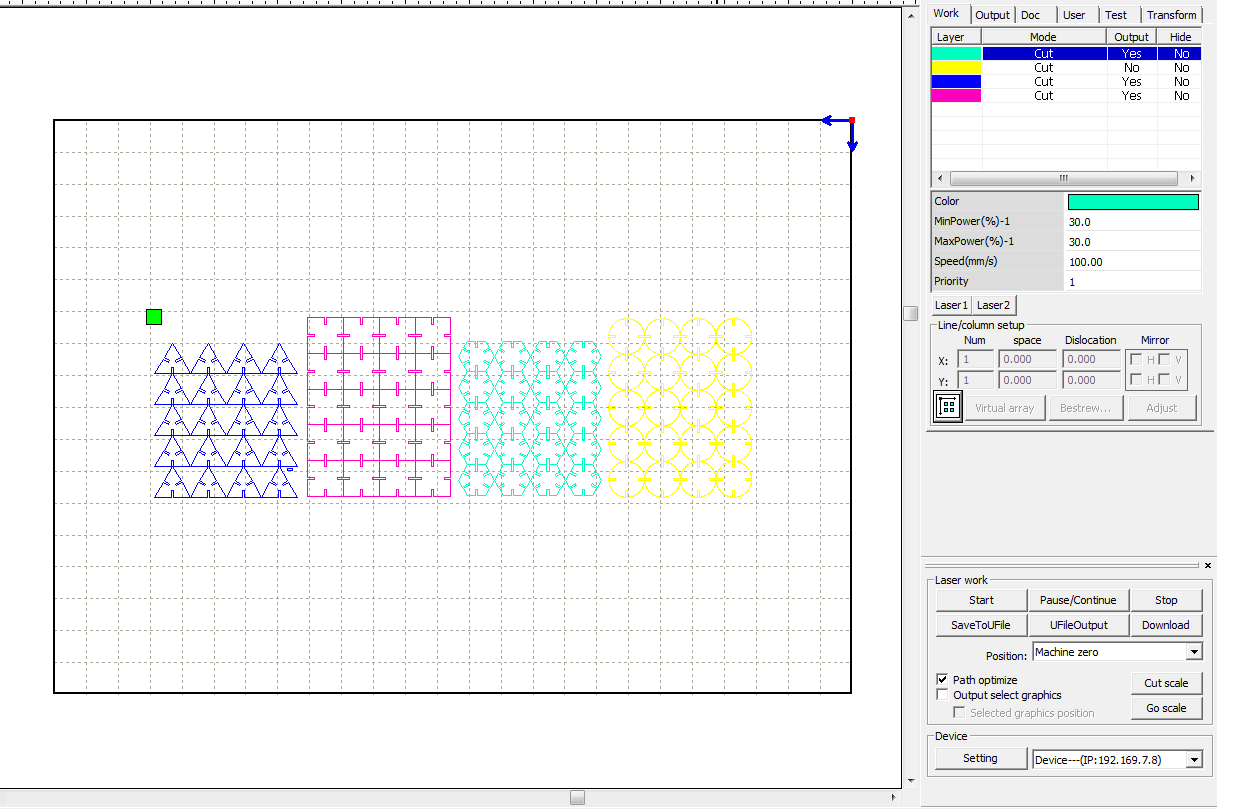 Work Output Doc User Test Transform
Layer Mode Output Hide
Cut Yes No
Cut No No
Cut Yes No
Cut Yes No
Color
MinPower(%)-1 30.0
MaxPower(%)-1 30.0
Speed(mm/s) 100.00
Priority 1
Laser1 Laser2
Line/column setup
Num space Dislocation Mirror
X: 1 0.000 0.000 H V
Y: 1 0.000 0.000 H V
Virtual array Bestrew... Adjust
Laser work
Start Pause/Continue Stop
SaveToUFile UFileOutput Download
Position: Machine zero
Path optimize Cut scale
Output select graphics
Selected graphics position Go scale
Device
Setting Device---(IP:192.169.7.8)